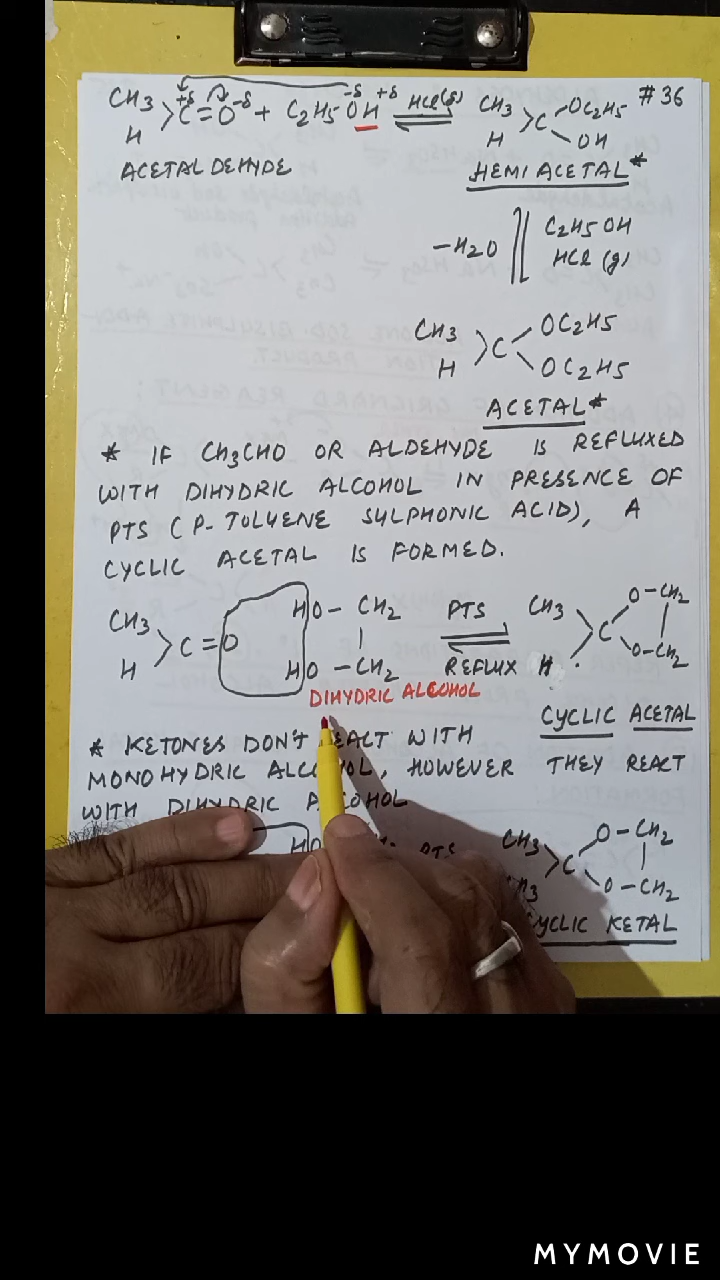 #36
CH3 H >C=O + C2H5OH ⇌ HCl(g) CH3 H >C OC2H5 OH
+δ -δ -δ +δ
ACETALDEHYDE HEMI ACETAL*
-H2O C2H5OH HCl (g)
CH3 H >C OC2H5 OC2H5
ACETAL*
* IF CH3CHO OR ALDEHYDE IS REFLUXED
WITH DIHYDRIC ALCOHOL IN PRESENCE OF
PTS (P-TOLUENE SULPHONIC ACID), A
CYCLIC ACETAL IS FORMED.
CH3 H >C=O HO-CH2 HO-CH2 PTS ⇌ REFLUX CH3 H C O-CH2 O-CH2
DIHYDRIC ALCOHOL
CYCLIC ACETAL
* KETONES DON'T REACT WITH
MONOHYDRIC ALCOHOL, HOWEVER THEY REACT
WITH DIHYDRIC ALCOHOL
HO PTS CH3 >C O-CH2 O-CH2
CYCLIC KETAL
MYMOVIE